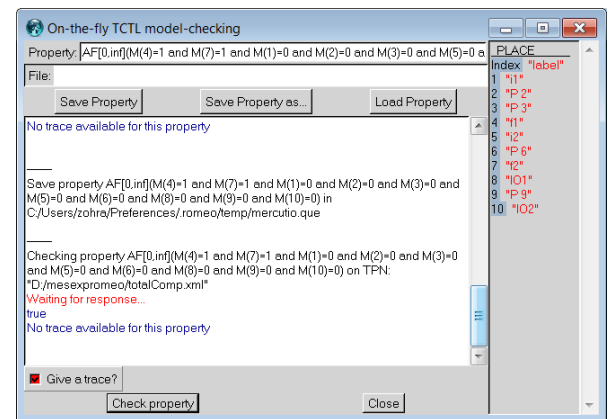 On-the-fly TCTL model-checking
Property: AF[0,inf](M(4)=1 and M(7)=1 and M(1)=0 and M(2)=0 and M(3)=0 and M(5)=0 a
File:
Save Property Save Property as... Load Property
No trace available for this property
____
Save property AF[0,inf](M(4)=1 and M(7)=1 and M(1)=0 and M(2)=0 and M(3)=0 and
M(5)=0 and M(6)=0 and M(8)=0 and M(9)=0 and M(10)=0) in
C:/Users/zohra/Preferences/.romeo/temp/mercutio.que
____
Checking property AF[0,inf](M(4)=1 and M(7)=1 and M(1)=0 and M(2)=0 and M(3)=0
and M(5)=0 and M(6)=0 and M(8)=0 and M(9)=0 and M(10)=0) on TPN:
"D:/mesexpromeo/totalComp.xml"
Waiting for response...
true
No trace available for this property
Give a trace?
Check property Close
PLACE
Index "label"
1 "i1"
2 "P 2"
3 "P 3"
4 "f1"
5 "i2"
6 "P 6"
7 "f2"
8 "IO1"
9 "P 9"
10 "IO2"